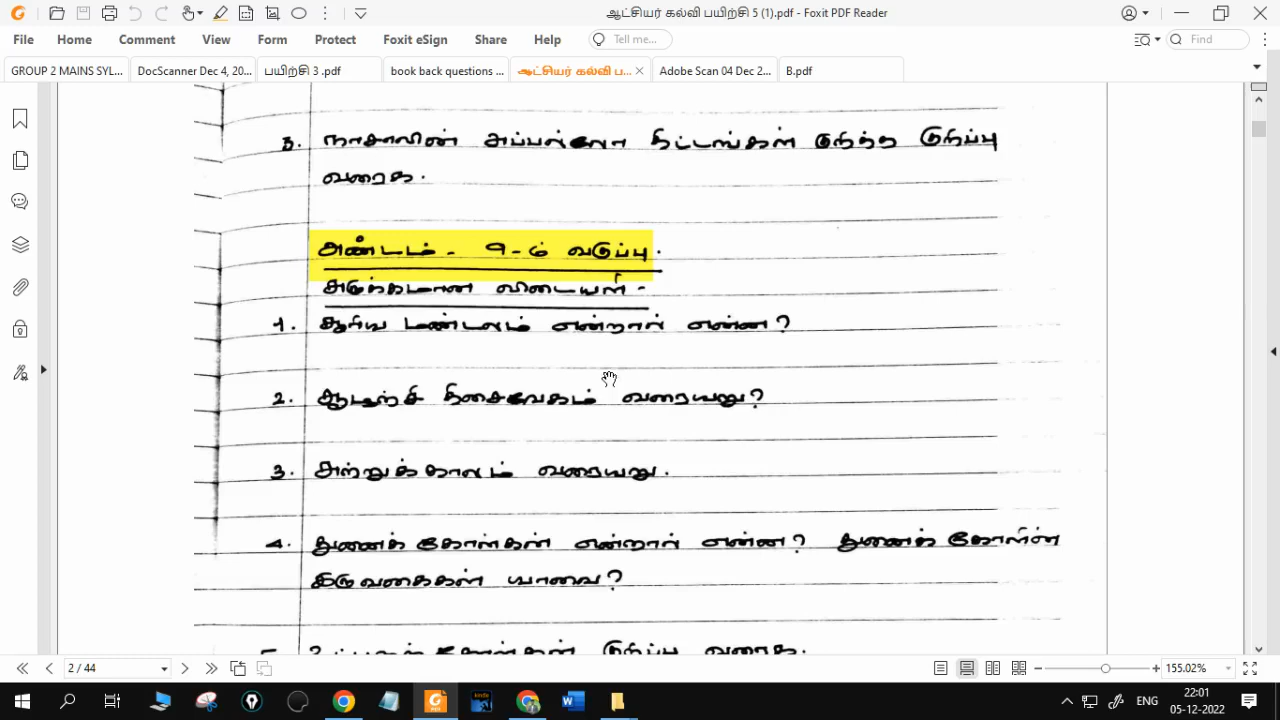 ஆட்சியர் கல்வி பயிற்சி 5 (1).pdf - Foxit PDF Reader
File Home Comment View Form Protect Foxit eSign Share Help Tell me... Find
GROUP 2 MAINS SYL... DocScanner Dec 4, 20... பயிற்சி 3 .pdf book back questions ... ஆட்சியர் கல்வி ப... Adobe Scan 04 Dec 2... B.pdf
3. நாசாவின் அப்பல்லோ திட்டங்கள் குறித்த குறிப்பு
வரைக.
அண்டம் - 9-ம் வகுப்பு.
சுருக்கமான விடையளி -
1. சூரிய மண்டலம் என்றால் என்ன?
2. சுழற்சி திசைவேகம் வரையறு?
3. சுற்றுக்காலம் வரையறு.
4. துணைக் கோள்கள் என்றால் என்ன? துணைக் கோளின்
இருவகைகள் யாவை?
குறிப்பு வரைக.
2 / 44 155.02%
ENG 22:01
05-12-2022